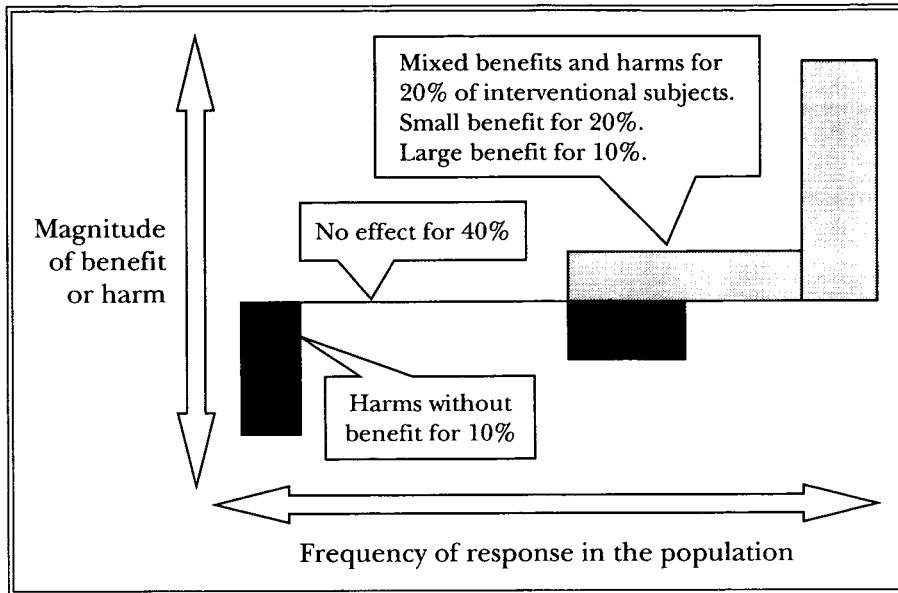 Mixed benefits and harms for
20% of interventional subjects.
Small benefit for 20%.
Large benefit for 10%.
No effect for 40%
Magnitude
of benefit
or harm
Harms without
benefit for 10%
Frequency of response in the population